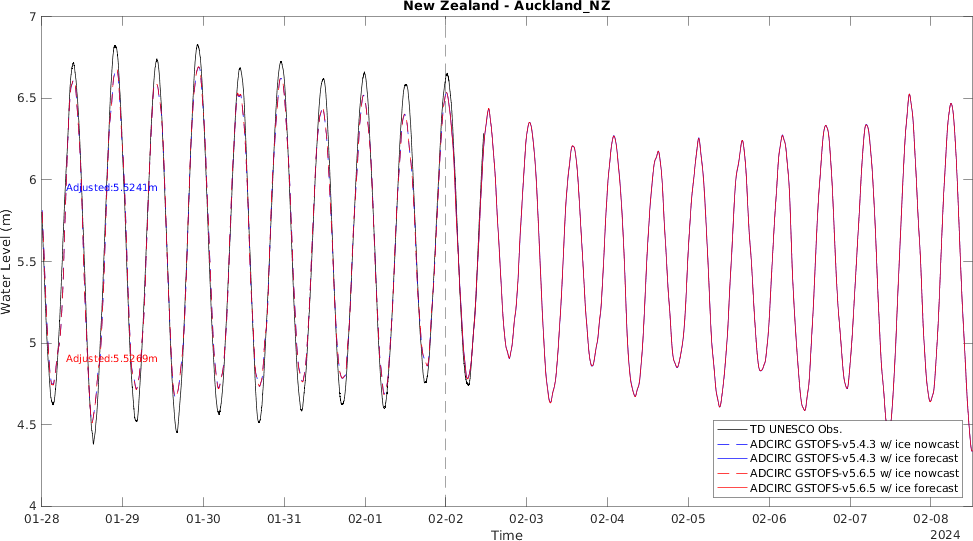 New Zealand - Auckland_NZ
7
6.5
6
5.5
5
4.5
4
Water Level (m)
Adjusted:5.5241m
Adjusted:5.5269m
TD UNESCO Obs.
ADCIRC GSTOFS-v5.4.3 w/ ice nowcast
ADCIRC GSTOFS-v5.4.3 w/ ice forecast
ADCIRC GSTOFS-v5.6.5 w/ ice nowcast
ADCIRC GSTOFS-v5.6.5 w/ ice forecast
01-28 01-29 01-30 01-31 02-01 02-02 02-03 02-04 02-05 02-06 02-07 02-08
Time
2024